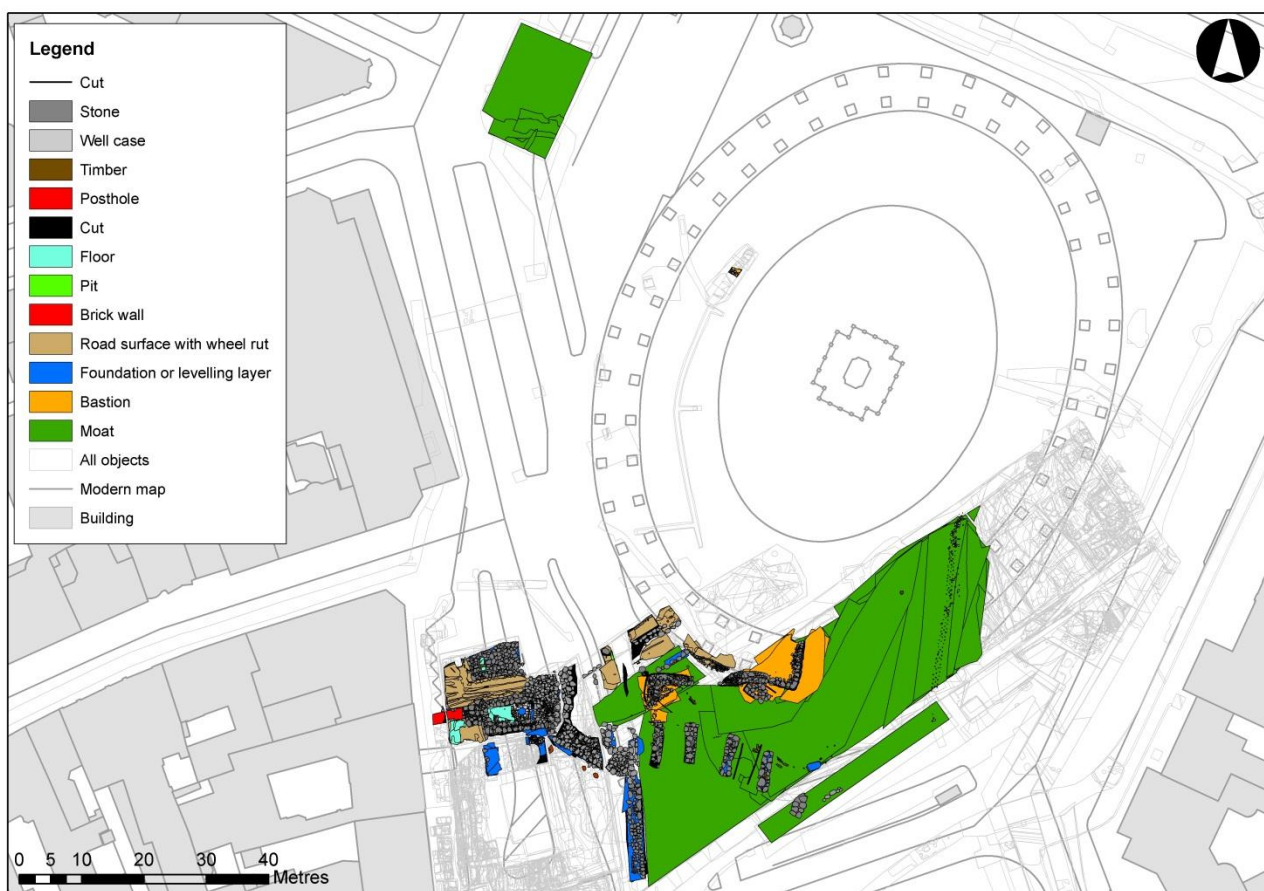 Legend
Cut
Stone
Well case
Timber
Posthole
Cut
Floor
Pit
Brick wall
Road surface with wheel rut
Foundation or levelling layer
Bastion
Moat
All objects
Modern map
Building
0 5 10 20 30 40
Metres